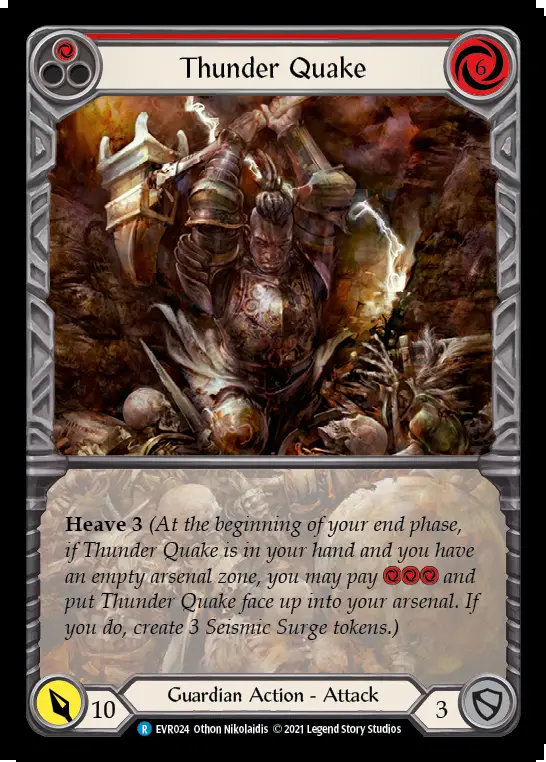 Thunder Quake
6
Heave 3 (At the beginning of your end phase,
if Thunder Quake is in your hand and you have
an empty arsenal zone, you may pay and
put Thunder Quake face up into your arsenal. If
you do, create 3 Seismic Surge tokens.)
10
Guardian Action - Attack
3
R EVR024 Othon Nikolaidis © 2021 Legend Story Studios